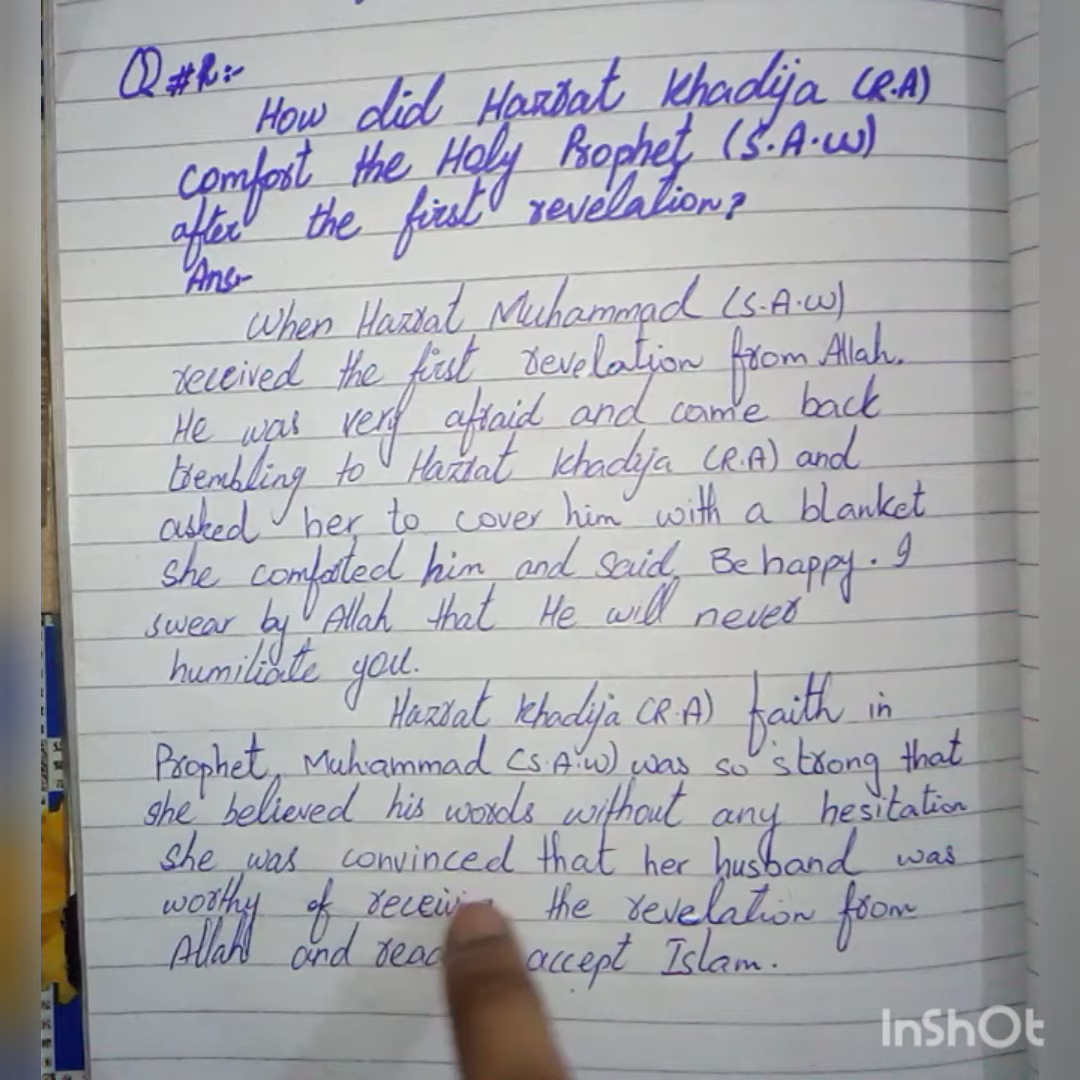 Q#2:-
How did Hazrat Khadija (R.A)
comfort the Holy Prophet (S.A.W)
after the first revelation?
Ans-
When Hazrat Muhammad (S.A.W)
received the first revelation from Allah.
He was very afraid and came back
trembling to Hazrat Khadija (R.A) and
asked her to cover him with a blanket
she comforted him and said, Be happy. I
swear by Allah that He will never
humiliate you.
Hazrat Khadija (R.A) faith in
Prophet, Muhammad (S.A.W) was so strong that
she believed his words without any hesitation
she was convinced that her husband was
worthy of the revelation from
Allah and accept Islam.
InShOt